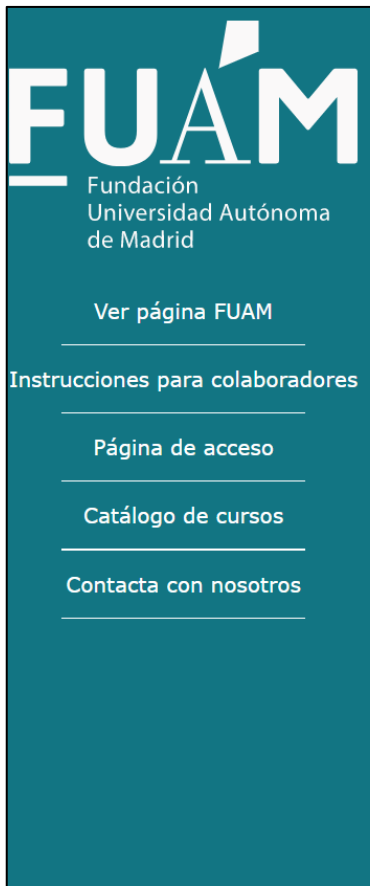 FUÁM
Fundación
Universidad Autónoma
de Madrid
Ver página FUAM
Instrucciones para colaboradores
Página de acceso
Catálogo de cursos
Contacta con nosotros